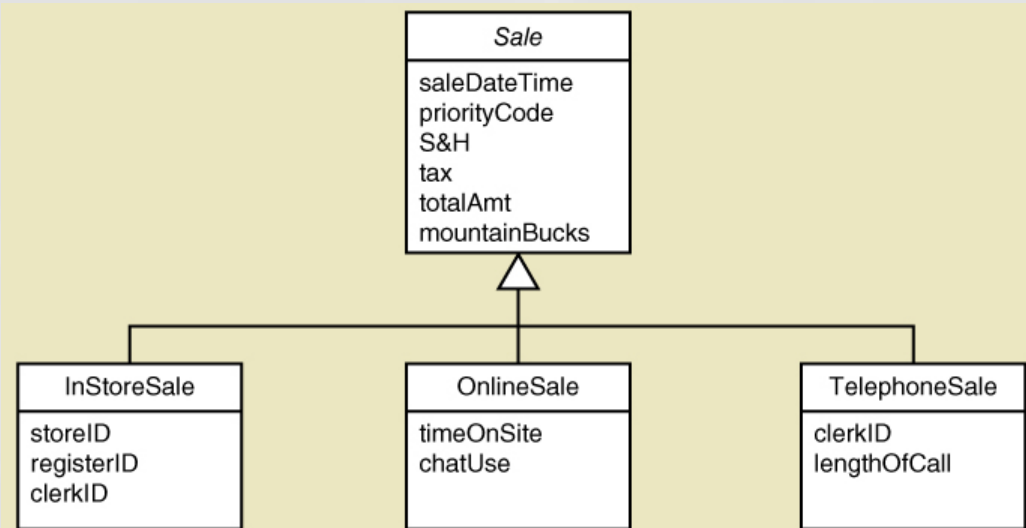 Sale
saleDateTime
priorityCode
S&H
tax
totalAmt
mountainBucks
InStoreSale
storeID
registerID
clerkID
OnlineSale
timeOnSite
chatUse
TelephoneSale
clerkID
lengthOfCall